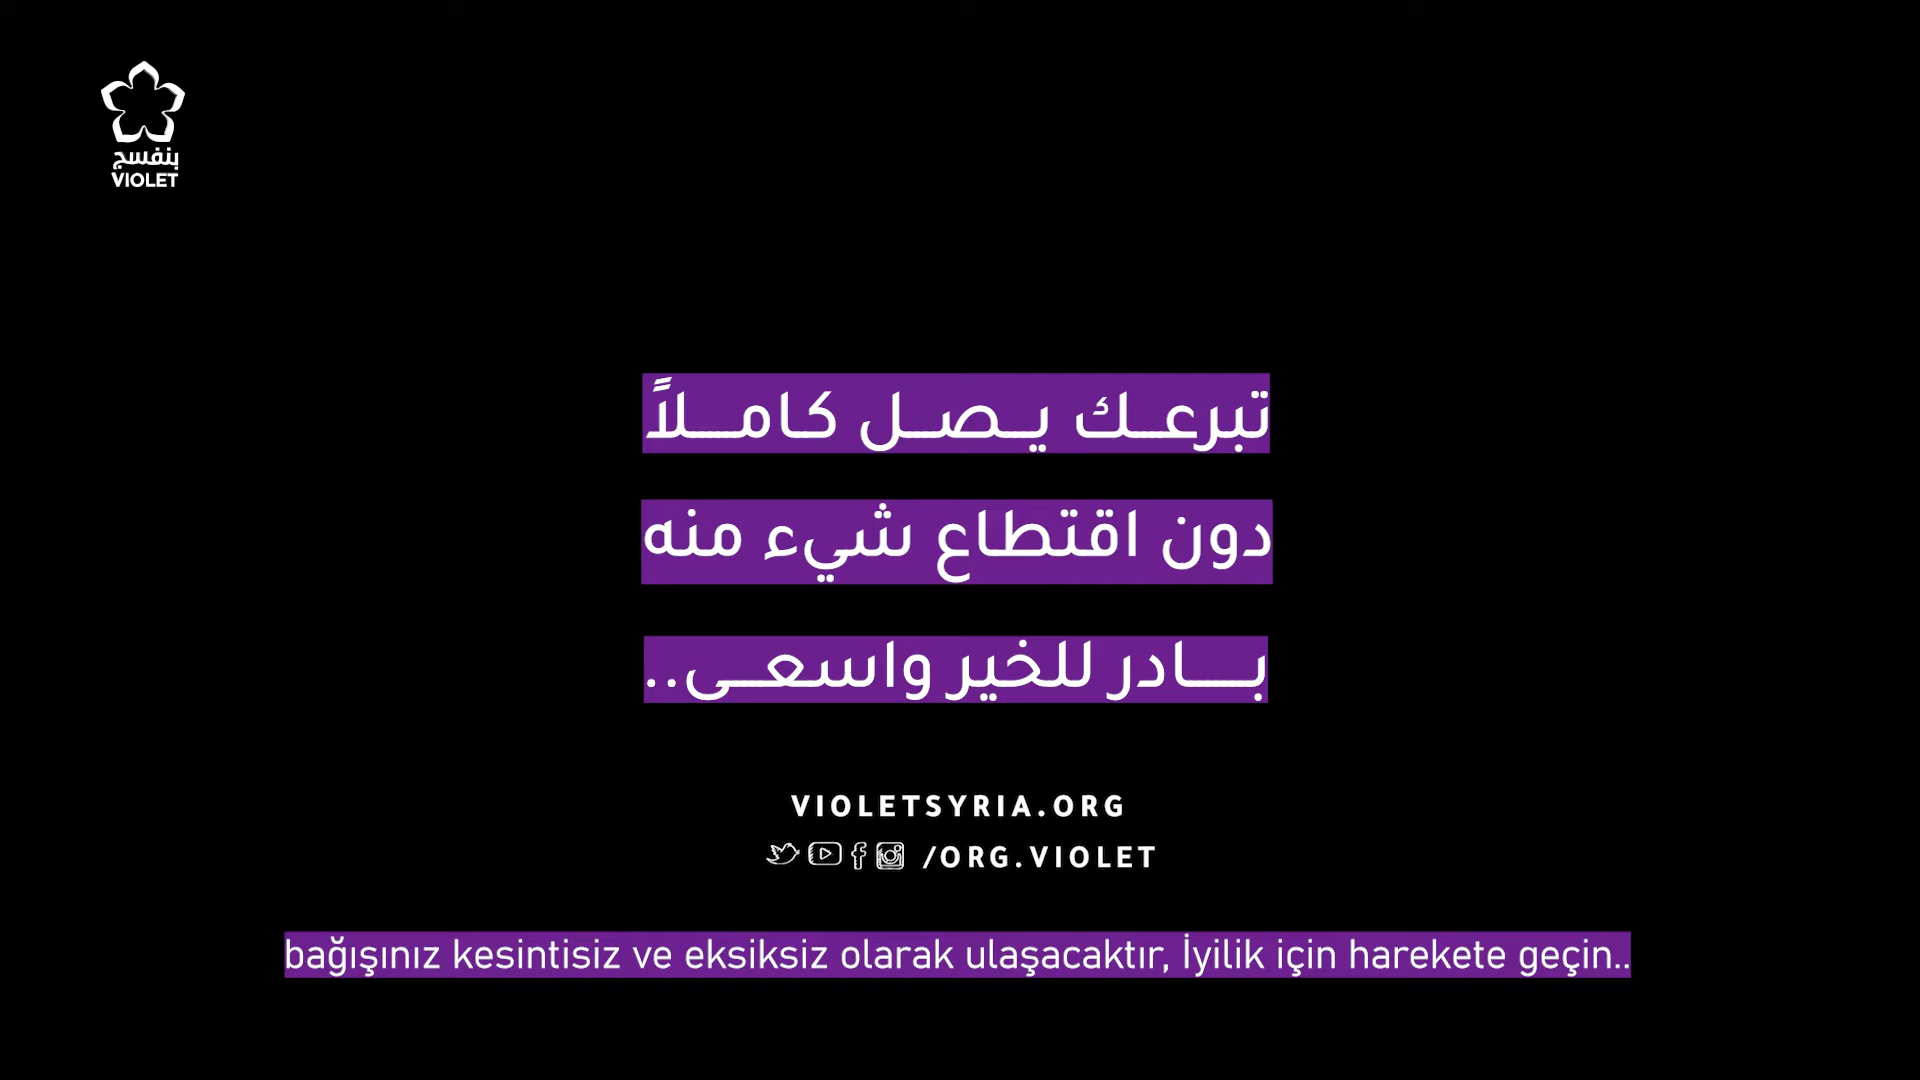 بنفسج
VIOLET
تبرعك يصل كاملاً
دون اقتطاع شيء منه
بادر للخير واسعى..
VIOLETSYRIA.ORG
/ORG.VIOLET
bağışınız kesintisiz ve eksiksiz olarak ulaşacaktır, İyilik için harekete geçin..